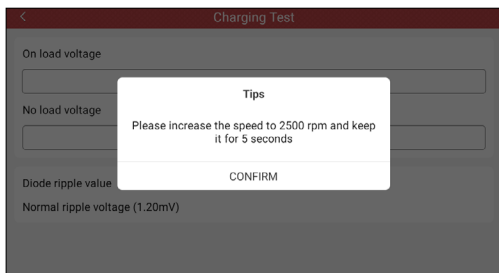 Charging Test
On load voltage
No load voltage
Tips
Please increase the speed to 2500 rpm and keep
it for 5 seconds
CONFIRM
Diode ripple value
Normal ripple voltage (1.20mV)